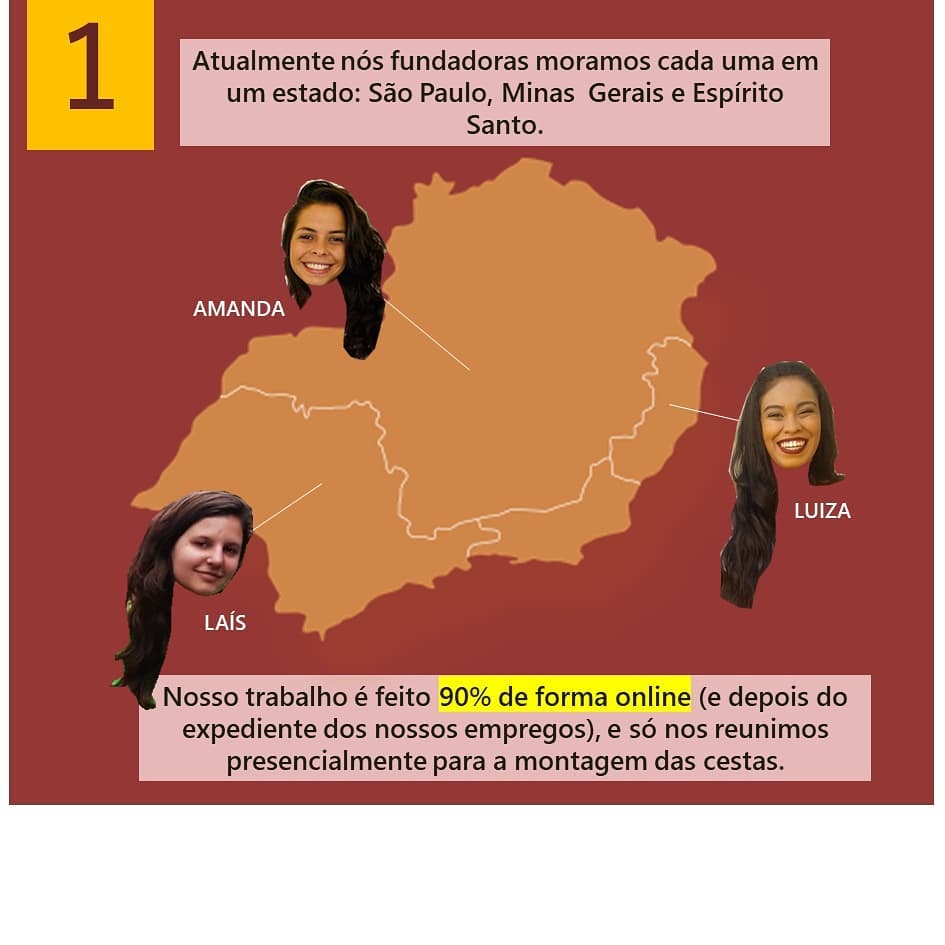 1
Atualmente nós fundadoras moramos cada uma em
um estado: São Paulo, Minas Gerais e Espírito
Santo.
AMANDA
LUIZA
LAÍS
Nosso trabalho é feito 90% de forma online (e depois do
expediente dos nossos empregos), e só nos reunimos
presencialmente para a montagem das cestas.